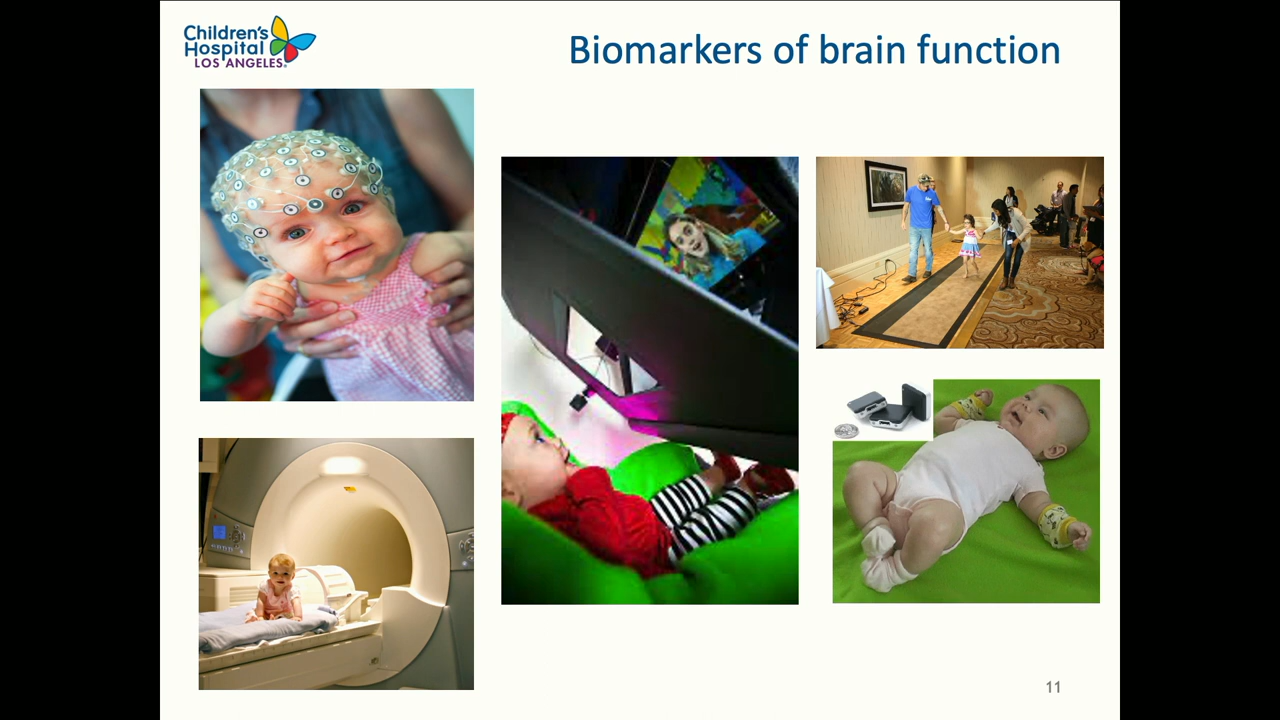 Children's
Hospital
LOS ANGELES
Biomarkers of brain function
11